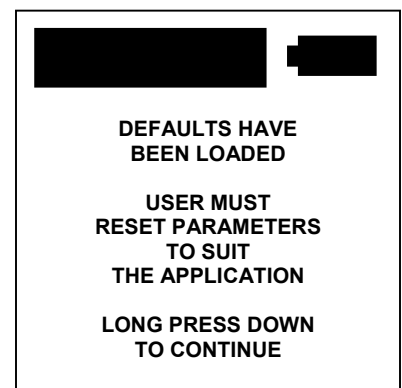 DEFAULTS HAVE
BEEN LOADED
USER MUST
RESET PARAMETERS
TO SUIT
THE APPLICATION
LONG PRESS DOWN
TO CONTINUE